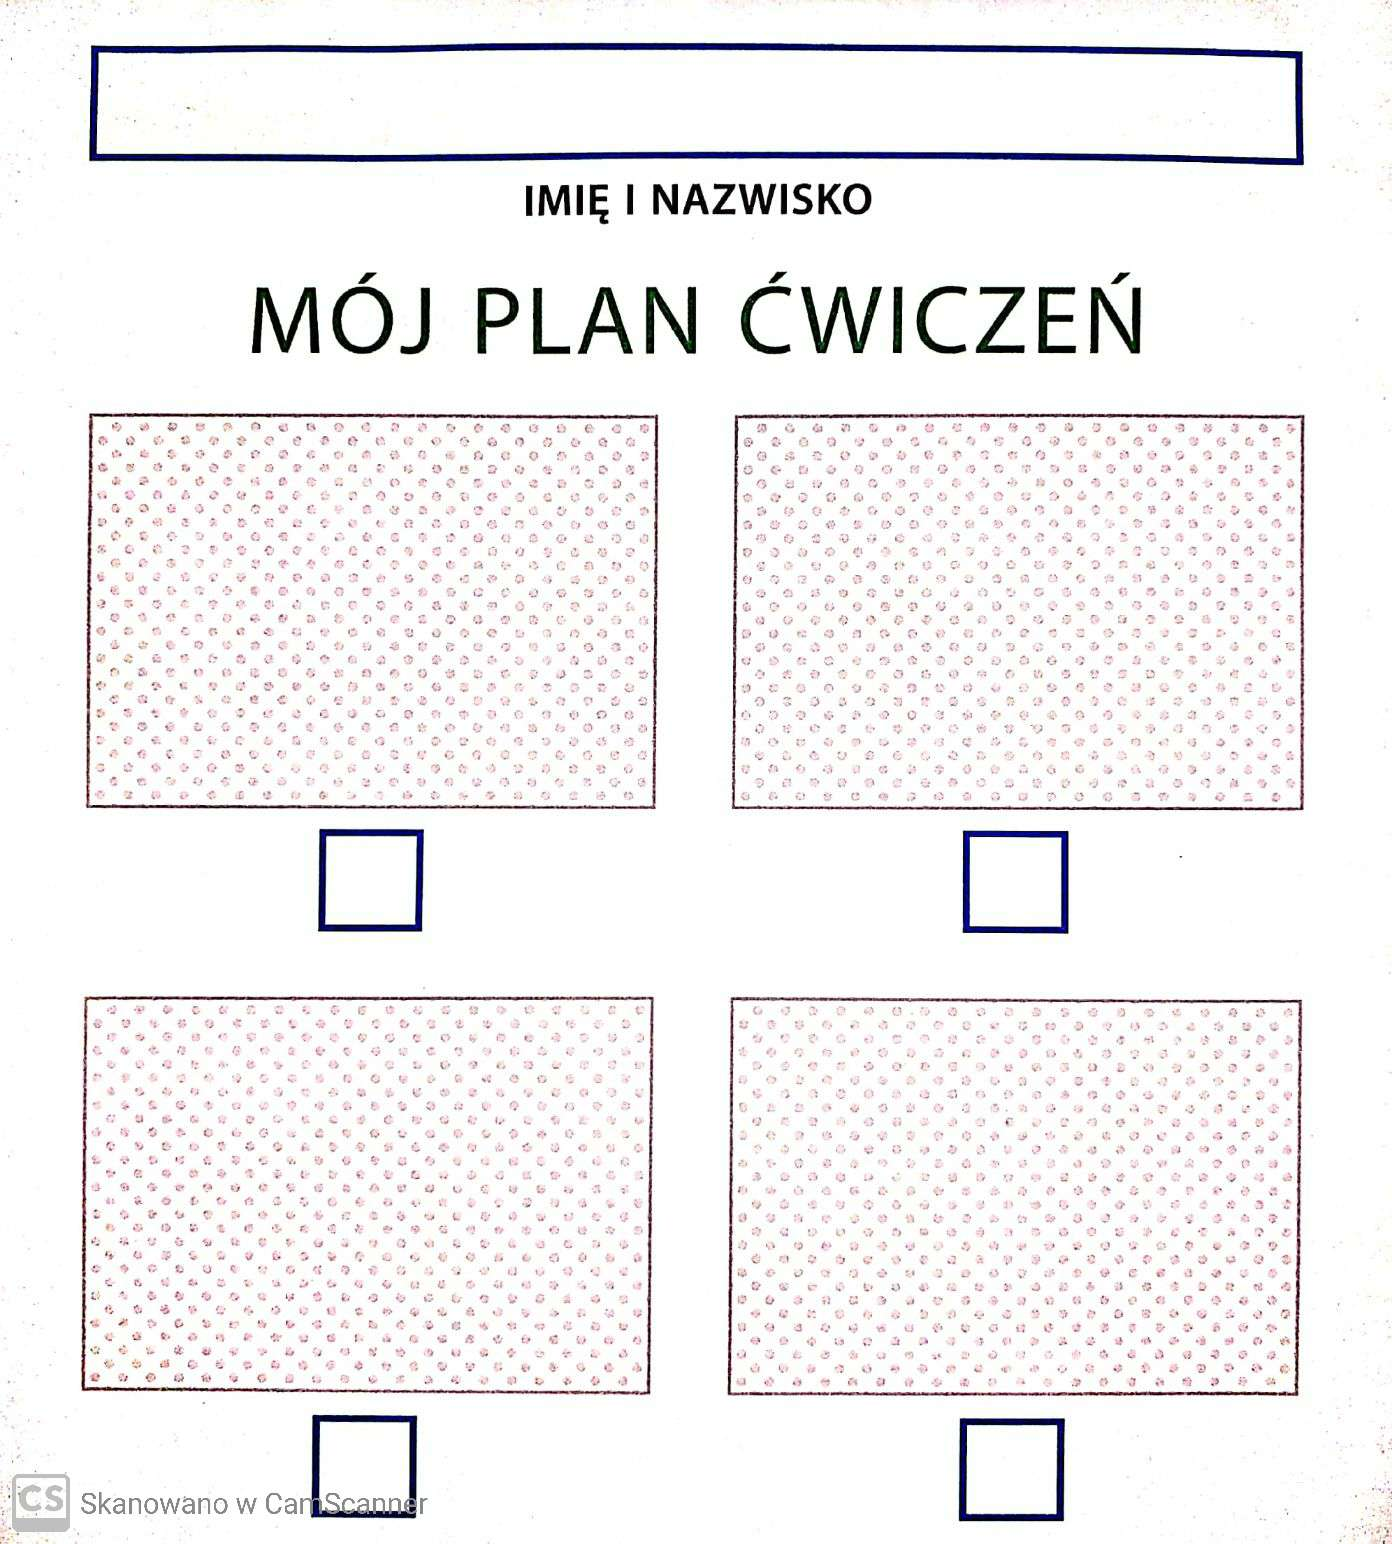 IMIĘ I NAZWISKO
MÓJ PLAN ĆWICZEŃ
CS Skanowano w CamScanner